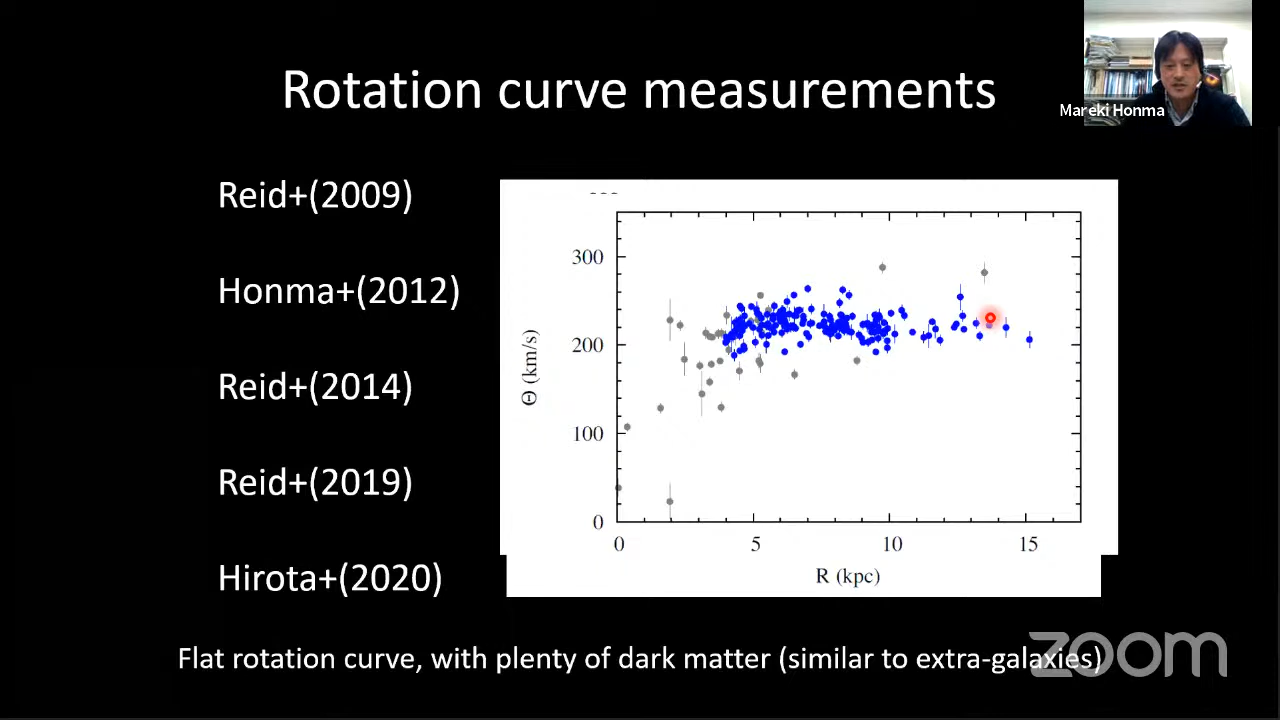 Rotation curve measurements
Mareki Honma
Reid+(2009)
Honma+(2012)
Reid+(2014)
Reid+(2019)
Hirota+(2020)
300
200
100
0
Θ (km/s)
0 5 10 15
R (kpc)
Flat rotation curve, with plenty of dark matter (similar to extra-galaxies)
zoom